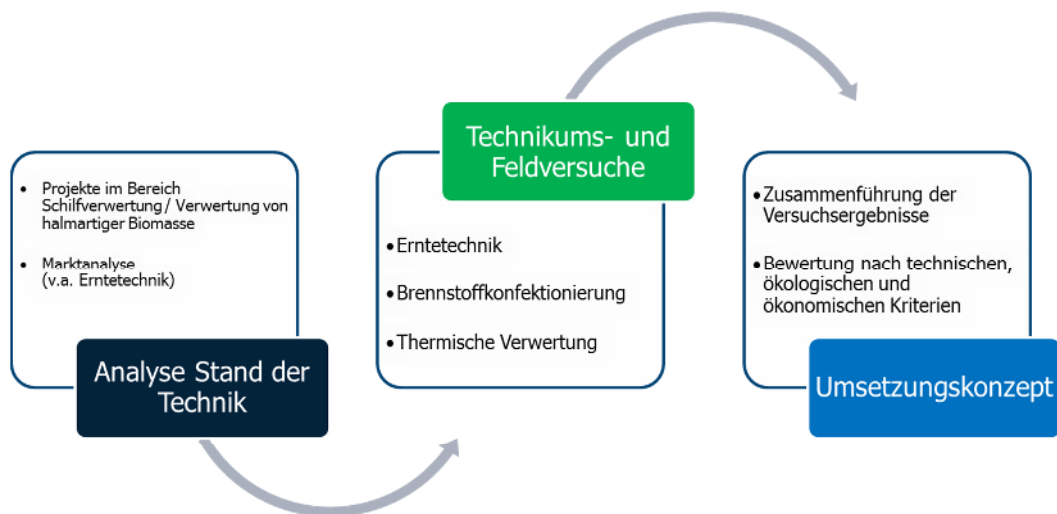 • Projekte im Bereich
Schilfverwertung / Verwertung von
halmartiger Biomasse
• Marktanalyse
(v.a. Erntetechnik)
Analyse Stand der
Technik
Technikums- und
Feldversuche
•Erntetechnik
•Brennstoffkonfektionierung
•Thermische Verwertung
•Zusammenführung der
Versuchsergebnisse
•Bewertung nach technischen,
ökologischen und
ökonomischen Kriterien
Umsetzungskonzept